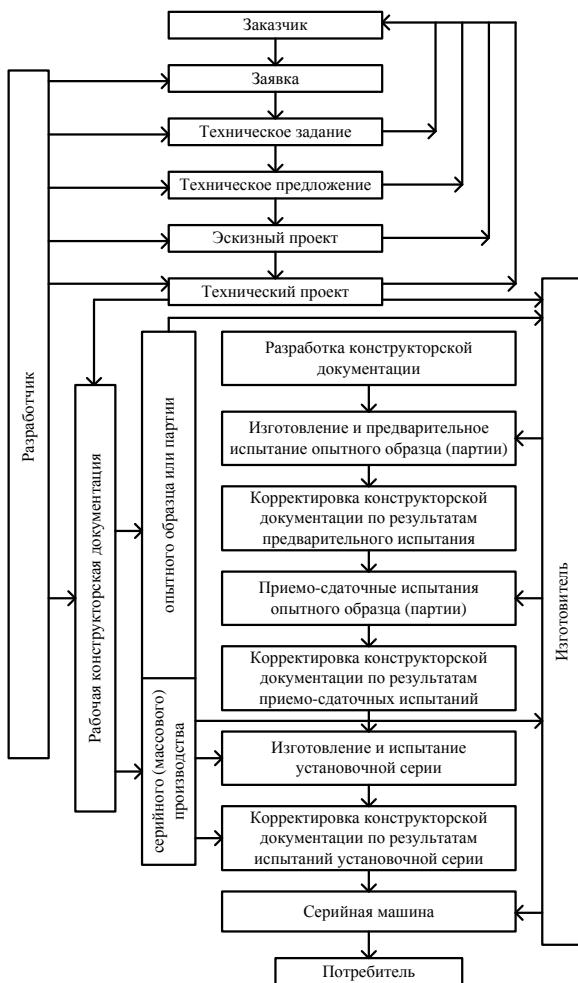 Заказчик
Заявка
Техническое задание
Техническое предложение
Эскизный проект
Технический проект
Разработчик
Рабочая конструкторская документация
опытного образца или партии
серийного (массового)
производства
Разработка конструкторской
документации
Изготовление и предварительное
испытание опытного образца (партии)
Корректировка конструкторской
документации по результатам
предварительного испытания
Приемо-сдаточные испытания
опытного образца (партии)
Корректировка конструкторской
документации по результатам
приемо-сдаточных испытаний
Изготовление и испытание
установочной серии
Корректировка конструкторской
документации по результатам
испытаний установочной серии
Серийная машина
Потребитель
Изготовитель